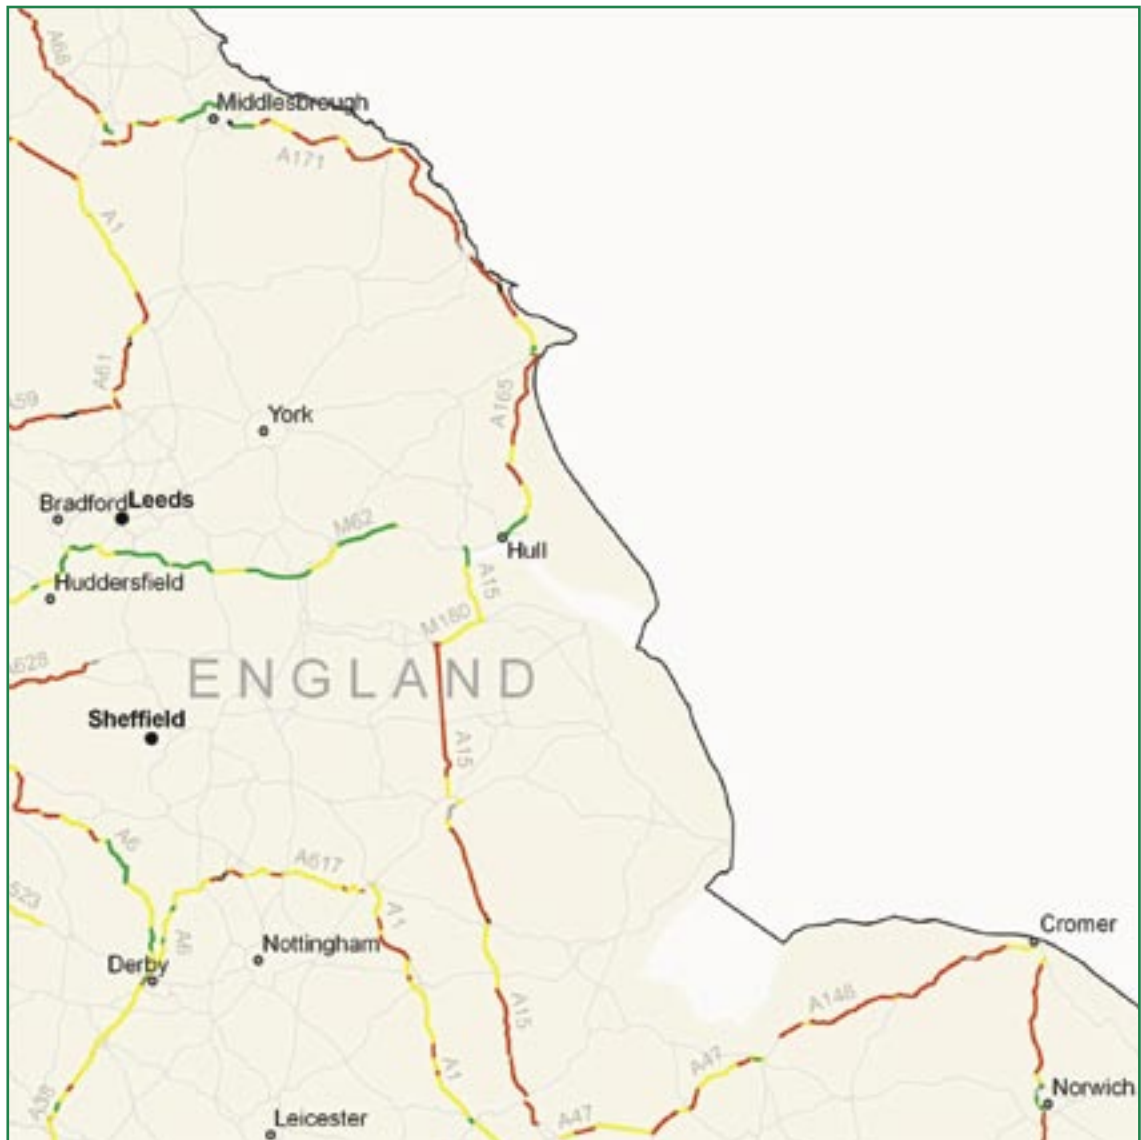 A68
Middlesbrough
A171
A1
A61
A59
A165
York
Bradford
Leeds
M62
Hull
A15
Huddersfield
M180
A628
ENGLAND
Sheffield
A15
A6
A617
523
A1
Cromer
A6
Nottingham
Derby
A148
A15
A47
A1
A38
Norwich
A47
Leicester